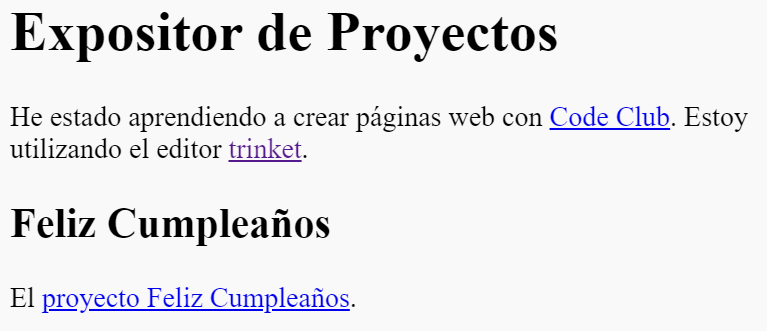 Expositor de Proyectos
He estado aprendiendo a crear páginas web con Code Club. Estoy
utilizando el editor trinket.
Feliz Cumpleaños
El proyecto Feliz Cumpleaños.